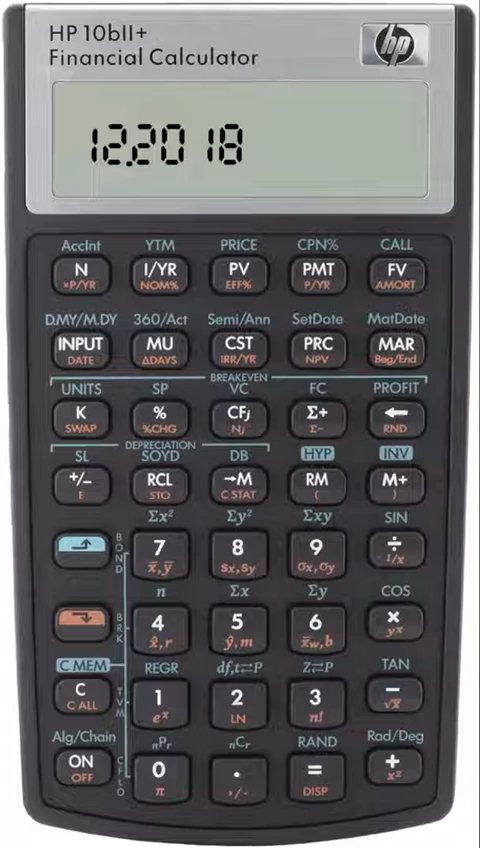 HP 10bII+
Financial Calculator
hp
12.2018
AccInt YTM PRICE CPN% CALL
N I/YR PV PMT FV
×P/YR NOM% EFF% P/YR AMORT
D.MY/M.DY 360/Act Semi/Ann SetDate MatDate
INPUT MU CST PRC MAR
DATE ΔDAYS IRR/YR NPV Beg/End
BREAKEVEN
UNITS SP VC FC PROFIT
K % CFj Σ+ ←
SWAP %CHG Nj Σ− RND
DEPRECIATION
SL SOYD DB HYP INV
+/− RCL →M RM M+
E STO C STAT ( )
Σx² Σy² Σxy SIN
7 8 9 ÷
x̄,ȳ Sx,Sy σx,σy 1/x
BOND
n Σx Σy COS
4 5 6 ×
x̂,r ŷ,m x̄w,b yˣ
BRK
C MEM REGR df,t⇄P Z⇄P TAN
C 1 2 3 −
C ALL eˣ LN n! √x
TVM
Alg/Chain nPr nCr RAND Rad/Deg
ON 0 . = +
OFF π ,/. DISP x²
CFLO